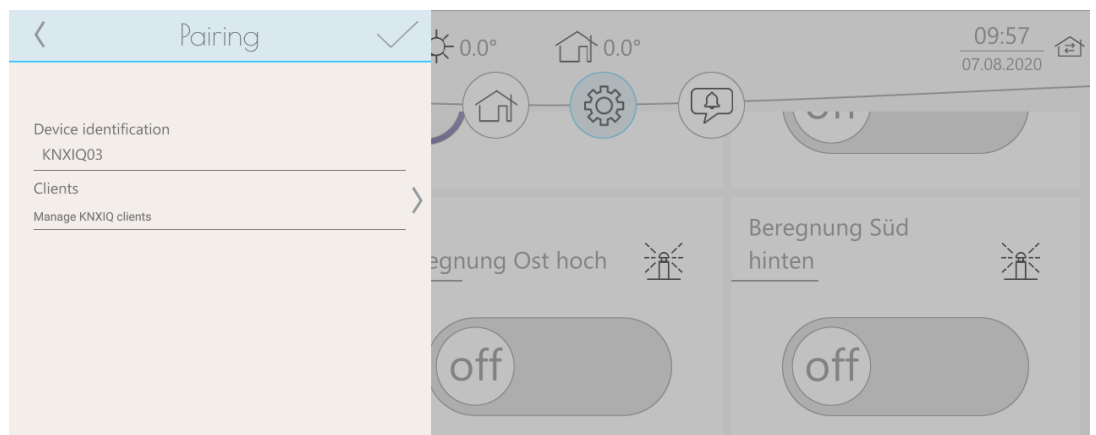 Pairing
0.0°
0.0°
09:57
07.08.2020
Device identification
KNXIQ03
Clients
Manage KNXIQ clients
Beregnung Süd
hinten
egnung Ost hoch
off
off